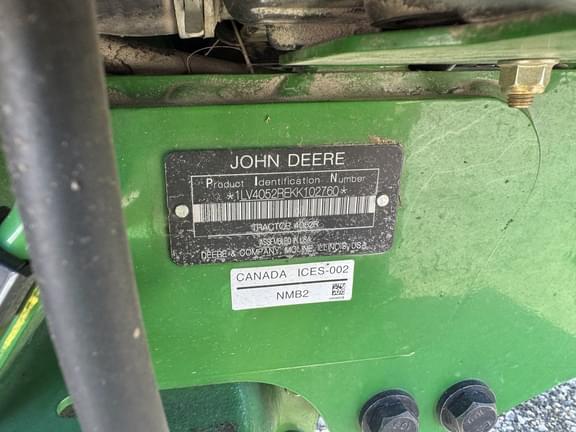 JOHN DEERE
Product Identification Number
*1LV4052REKK102760*
TRACTOR 4052R
ASSEMBLED IN USA
DEERE & COMPANY, MOLINE, ILLINOIS, USA
CANADA ICES-002
NMB2